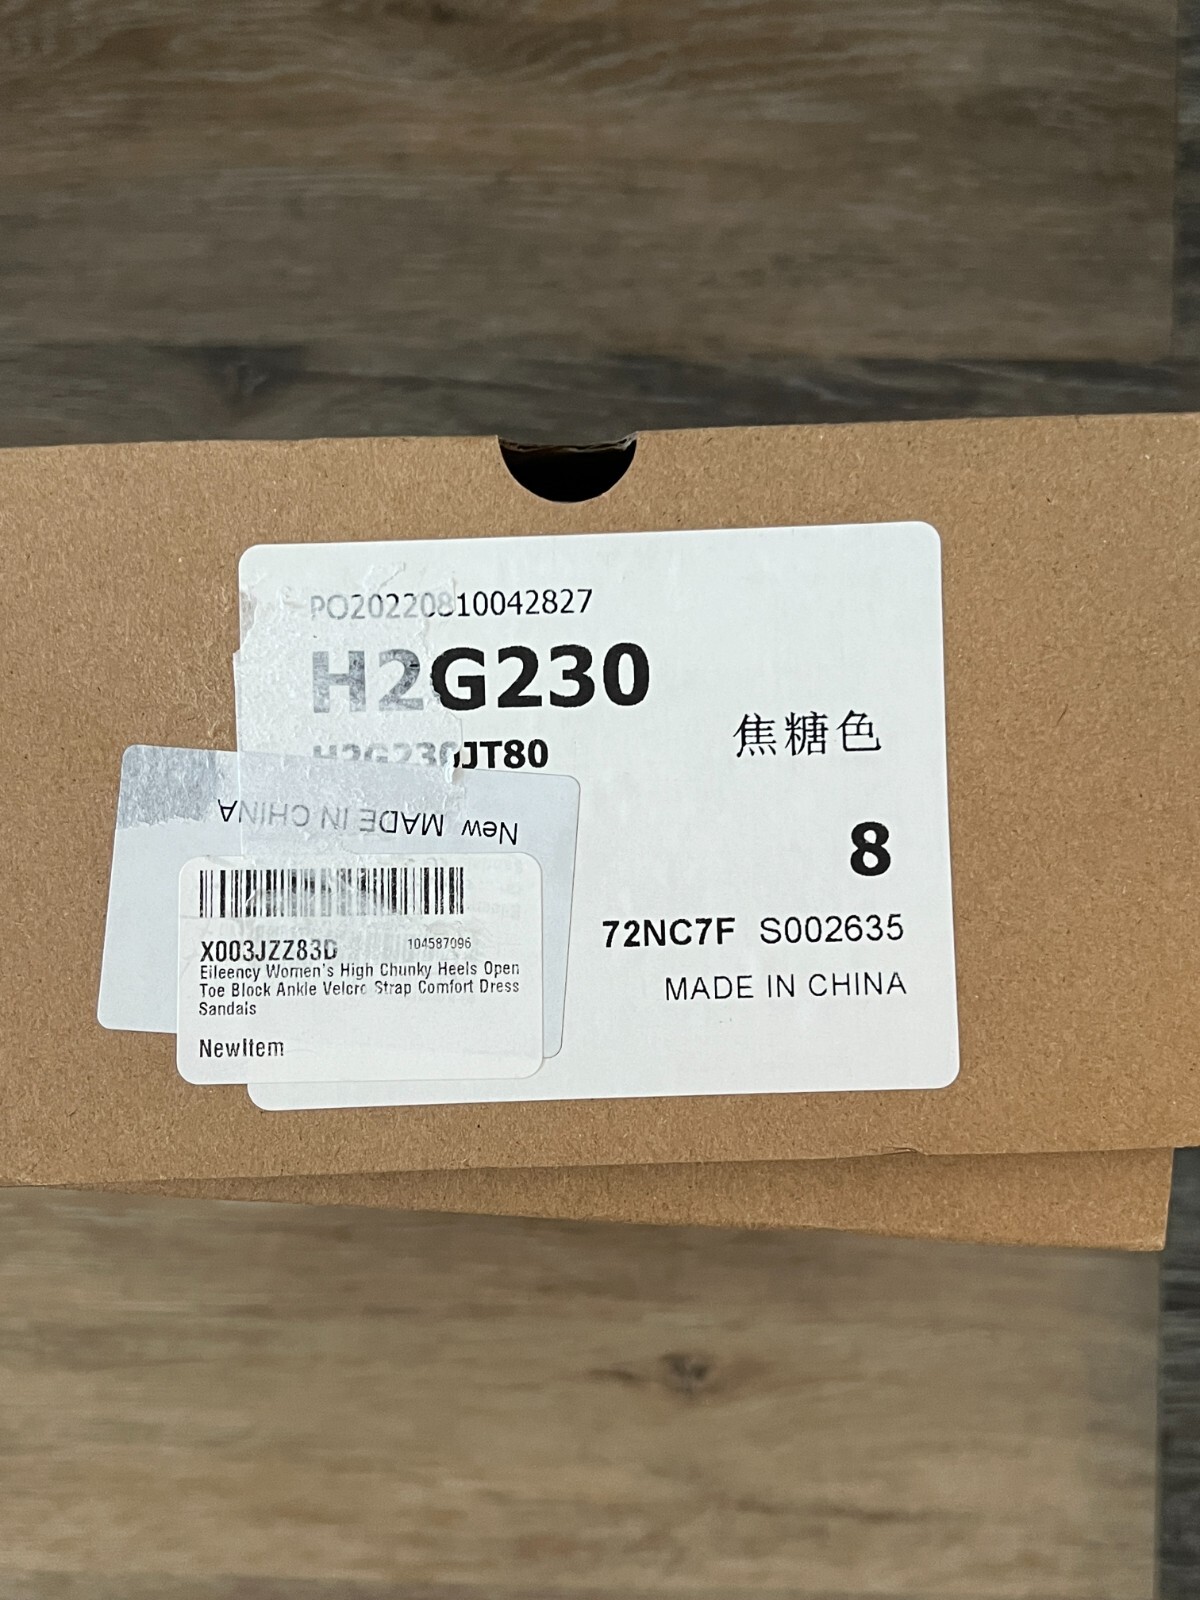 PO20220810042827
H2G230
H2G230JT80
焦糖色
8
72NC7F S002635
MADE IN CHINA
New MADE IN CHINA
X003JZZ83D 104587096
Eileency Women's High Chunky Heels Open
Toe Block Ankle Velcro Strap Comfort Dress
Sandals
NewItem